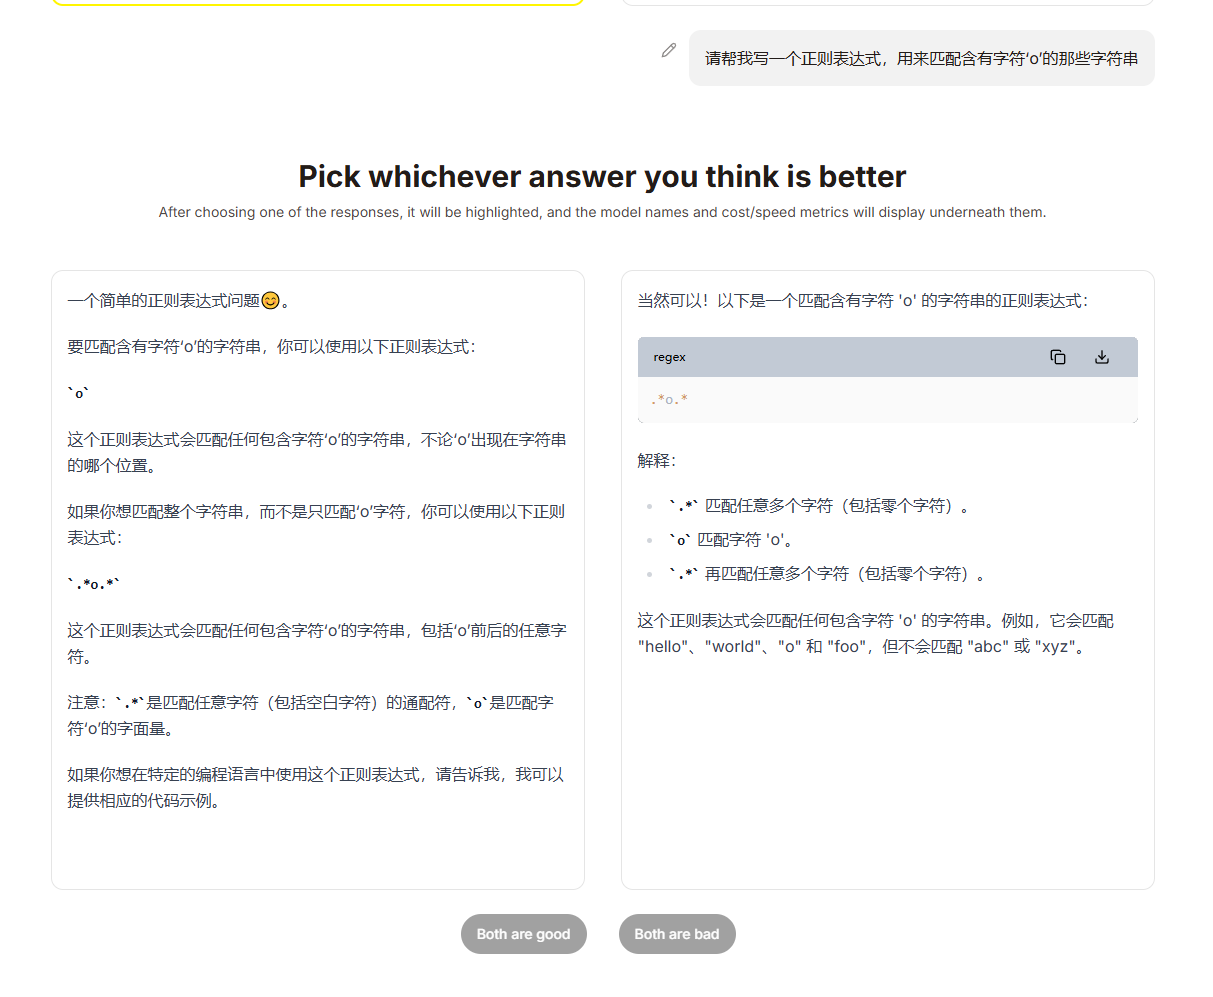 请帮我写一个正则表达式，用来匹配含有字符‘o’的那些字符串
Pick whichever answer you think is better
After choosing one of the responses, it will be highlighted, and the model names and cost/speed metrics will display underneath them.
一个简单的正则表达式问题😊。
要匹配含有字符‘o’的字符串，你可以使用以下正则表达式：
`o`
这个正则表达式会匹配任何包含字符‘o’的字符串，不论‘o’出现在字符串
的哪个位置。
如果你想匹配整个字符串，而不是只匹配‘o’字符，你可以使用以下正则
表达式：
`.*o.*`
这个正则表达式会匹配任何包含字符‘o’的字符串，包括‘o’前后的任意字
符。
注意：`.*`是匹配任意字符（包括空白字符）的通配符，`o`是匹配字
符‘o’的字面量。
如果你想在特定的编程语言中使用这个正则表达式，请告诉我，我可以
提供相应的代码示例。
当然可以！以下是一个匹配含有字符 'o' 的字符串的正则表达式：
regex
.*o.*
解释：
• `.*` 匹配任意多个字符（包括零个字符）。
• `o` 匹配字符 'o'。
• `.*` 再匹配任意多个字符（包括零个字符）。
这个正则表达式会匹配任何包含字符 'o' 的字符串。例如，它会匹配
"hello"、"world"、"o" 和 "foo"，但不会匹配 "abc" 或 "xyz"。
Both are good
Both are bad